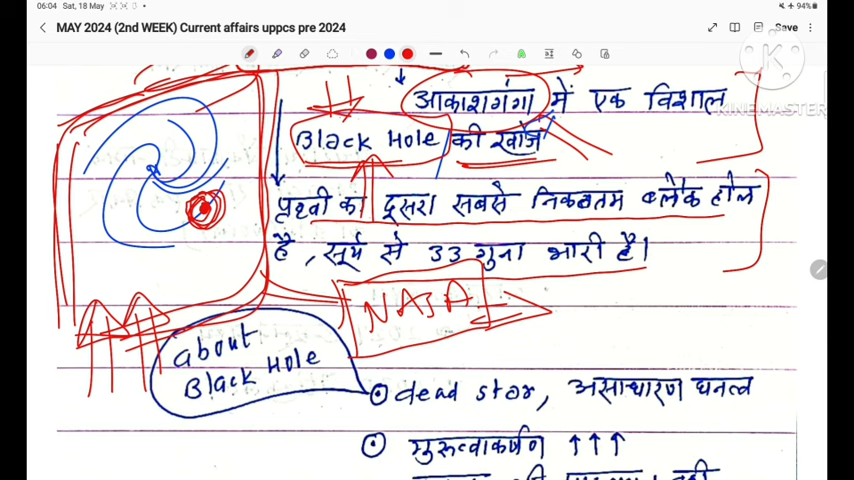 06:04 Sat, 18 May
94%
MAY 2024 (2nd WEEK) Current affairs uppcs pre 2024
Save
K
KINEMASTER
आकाशगंगा में एक विशाल
Black Hole की खोज
पृथ्वी का दूसरा सबसे निकटतम ब्लैक होल
है, सूर्य से 33 गुना भारी है।
NASA
about
Black Hole
dead star, असाधारण घनत्व
गुरुत्वाकर्षण ↑↑↑